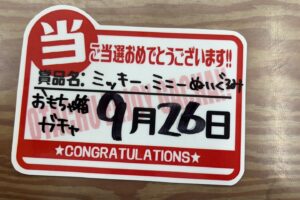 当
ご当選おめでとうございます!!
賞品名:ミッキー、ミニーぬいぐるみ
おもちゃ箱
ガチャ
9月26日
★CONGRATULATIONS★